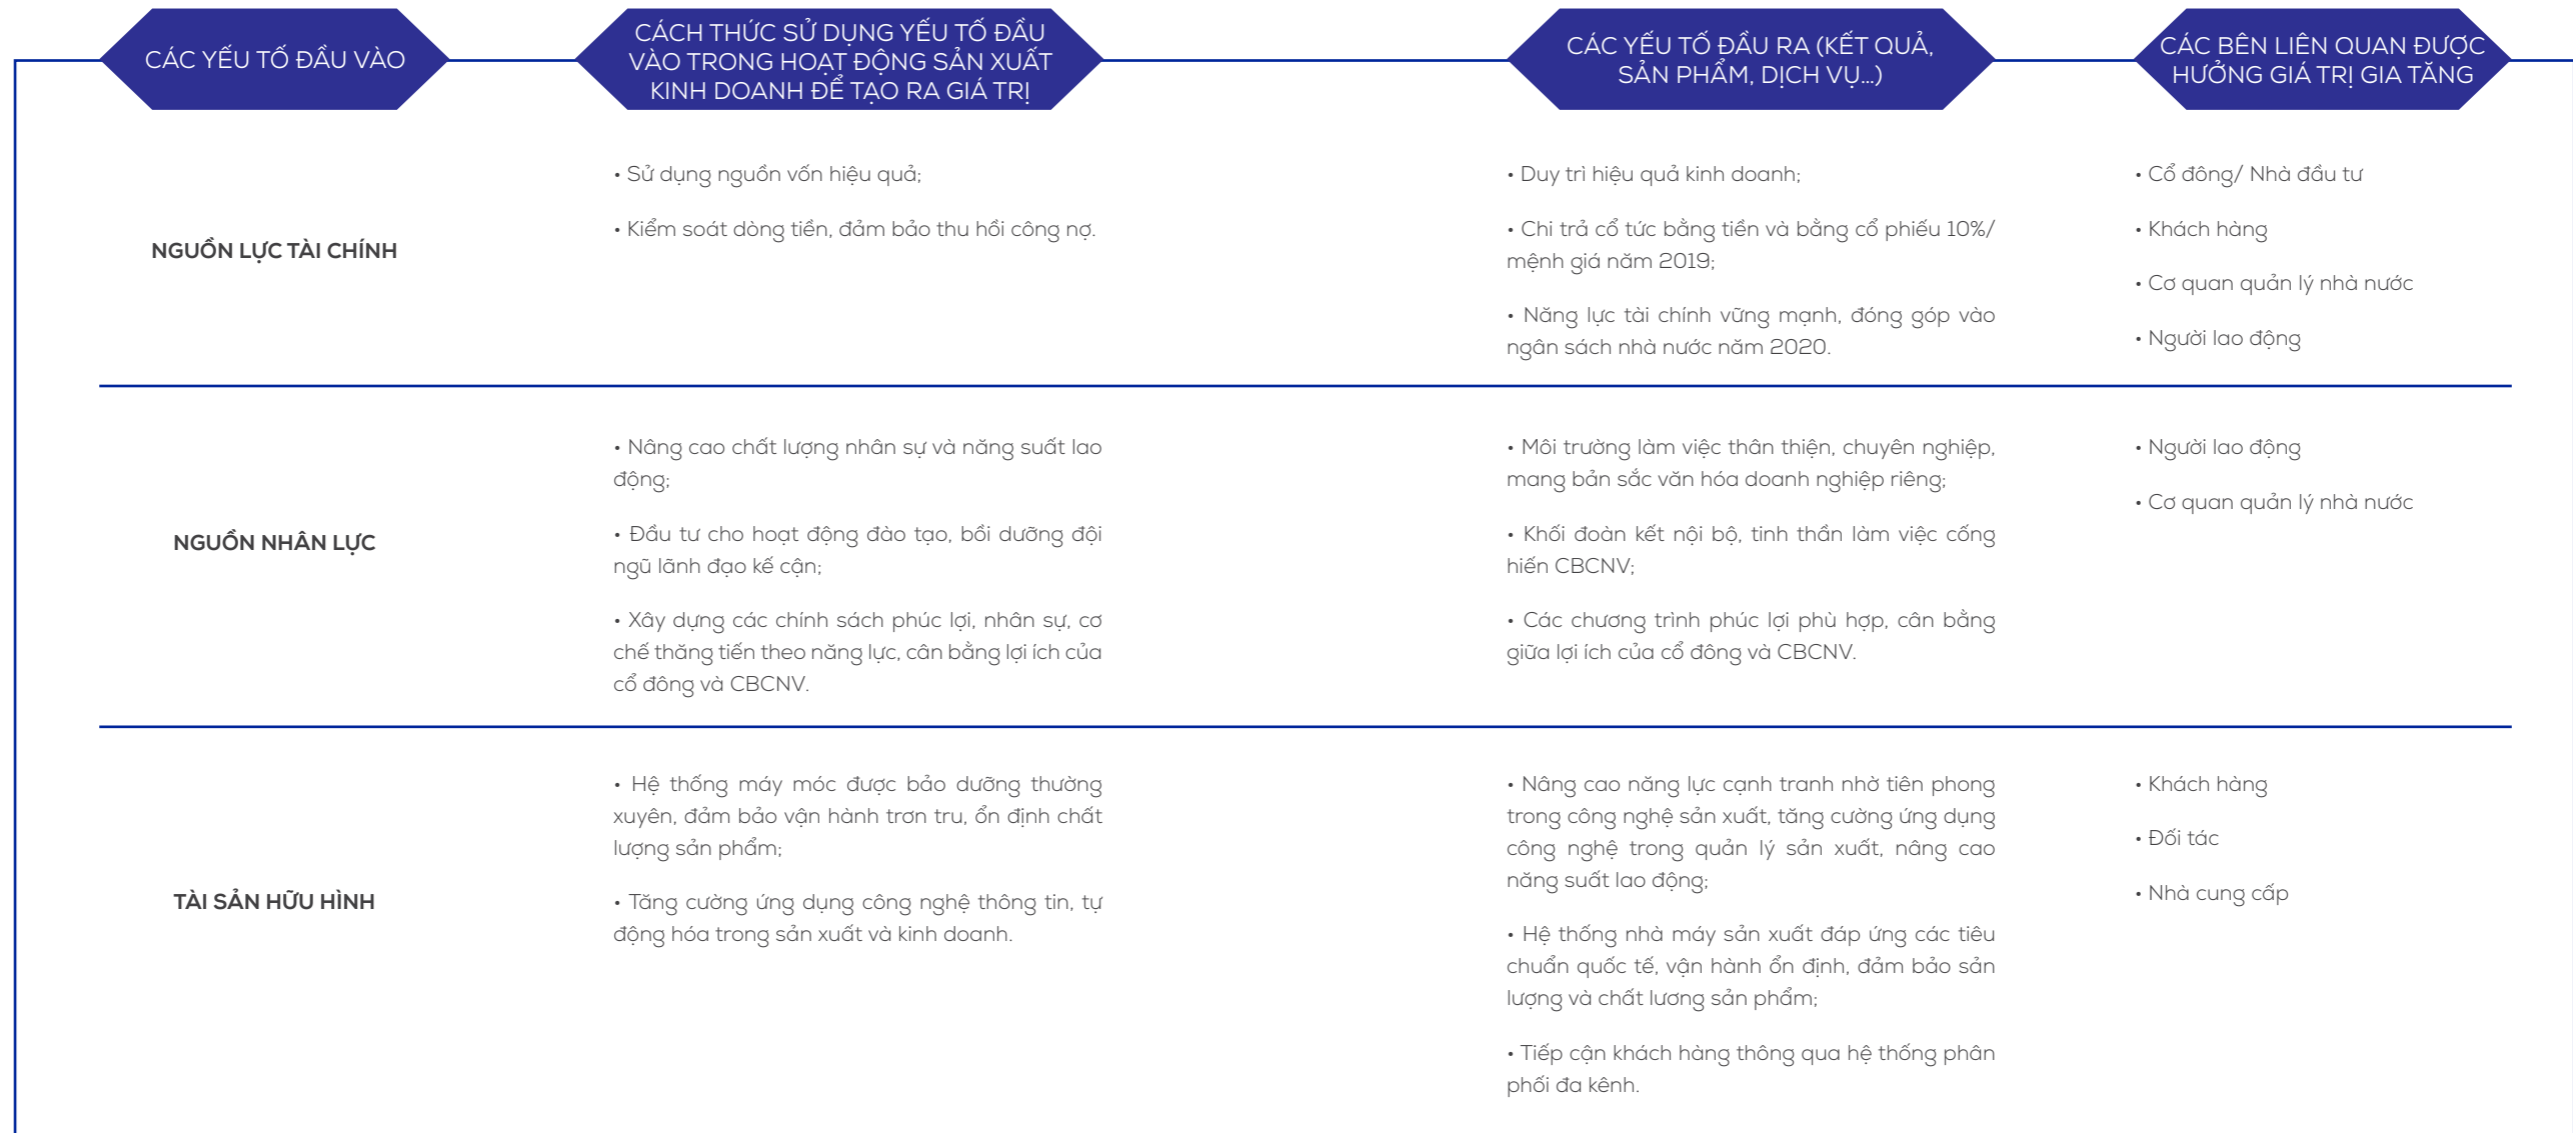 CÁC YẾU TỐ ĐẦU VÀO
CÁCH THỨC SỬ DỤNG YẾU TỐ ĐẦU
VÀO TRONG HOẠT ĐỘNG SẢN XUẤT
KINH DOANH ĐỂ TẠO RA GIÁ TRỊ
CÁC YẾU TỐ ĐẦU RA (KẾT QUẢ,
SẢN PHẨM, DỊCH VỤ...)
CÁC BÊN LIÊN QUAN ĐƯỢC
HƯỞNG GIÁ TRỊ GIA TĂNG
NGUỒN LỰC TÀI CHÍNH
• Sử dụng nguồn vốn hiệu quả;
• Kiểm soát dòng tiền, đảm bảo thu hồi công nợ.
• Duy trì hiệu quả kinh doanh;
• Chi trả cổ tức bằng tiền và bằng cổ phiếu 10%/
mệnh giá năm 2019;
• Năng lực tài chính vững mạnh, đóng góp vào
ngân sách nhà nước năm 2020.
• Cổ đông/ Nhà đầu tư
• Khách hàng
• Cơ quan quản lý nhà nước
• Người lao động
NGUỒN NHÂN LỰC
• Nâng cao chất lượng nhân sự và năng suất lao
động;
• Đầu tư cho hoạt động đào tạo, bồi dưỡng đội
ngũ lãnh đạo kế cận;
• Xây dựng các chính sách phúc lợi, nhân sự, cơ
chế thăng tiến theo năng lực, cân bằng lợi ích của
cổ đông và CBCNV.
• Môi trường làm việc thân thiện, chuyên nghiệp,
mang bản sắc văn hóa doanh nghiệp riêng;
• Khối đoàn kết nội bộ, tinh thần làm việc cống
hiến CBCNV;
• Các chương trình phúc lợi phù hợp, cân bằng
giữa lợi ích của cổ đông và CBCNV.
• Người lao động
• Cơ quan quản lý nhà nước
TÀI SẢN HỮU HÌNH
• Hệ thống máy móc được bảo dưỡng thường
xuyên, đảm bảo vận hành trơn tru, ổn định chất
lượng sản phẩm;
• Tăng cường ứng dụng công nghệ thông tin, tự
động hóa trong sản xuất và kinh doanh.
• Nâng cao năng lực cạnh tranh nhờ tiên phong
trong công nghệ sản xuất, tăng cường ứng dụng
công nghệ trong quản lý sản xuất, nâng cao
năng suất lao động;
• Hệ thống nhà máy sản xuất đáp ứng các tiêu
chuẩn quốc tế, vận hành ổn định, đảm bảo sản
lượng và chất lương sản phẩm;
• Tiếp cận khách hàng thông qua hệ thống phân
phối đa kênh.
• Khách hàng
• Đối tác
• Nhà cung cấp